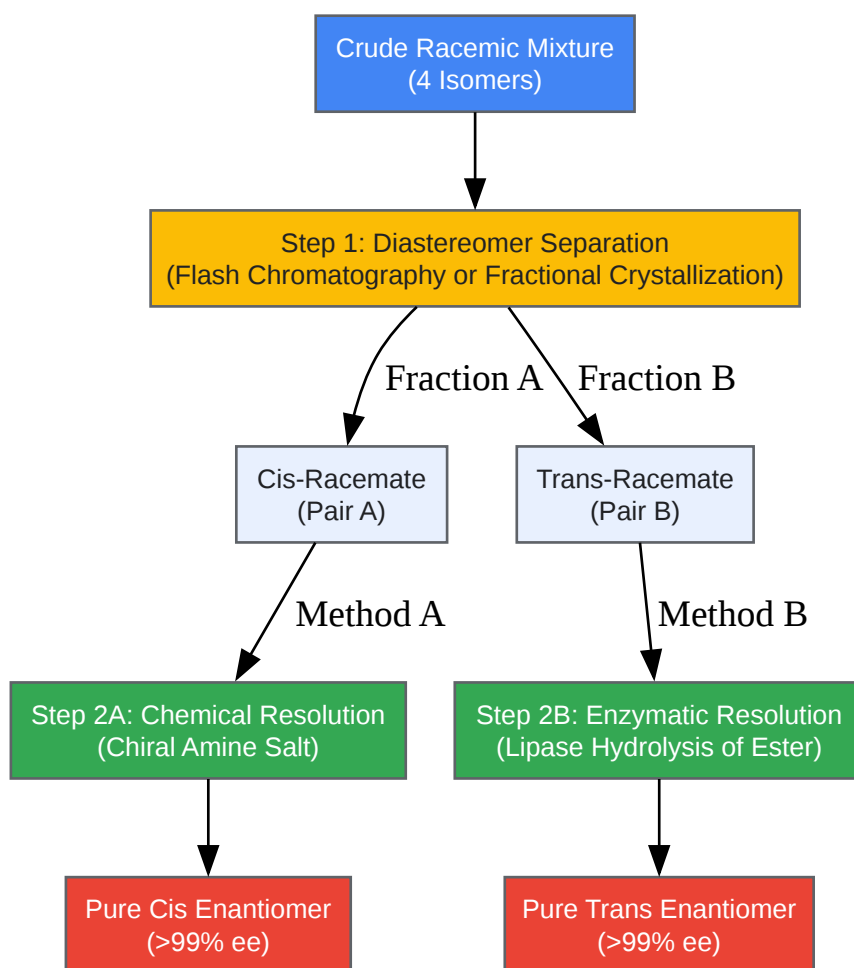 Crude Racemic Mixture
(4 Isomers)
Step 1: Diastereomer Separation
(Flash Chromatography or Fractional Crystallization)
Fraction A
Fraction B
Cis-Racemate
(Pair A)
Trans-Racemate
(Pair B)
Method A
Method B
Step 2A: Chemical Resolution
(Chiral Amine Salt)
Step 2B: Enzymatic Resolution
(Lipase Hydrolysis of Ester)
Pure Cis Enantiomer
(>99% ee)
Pure Trans Enantiomer
(>99% ee)